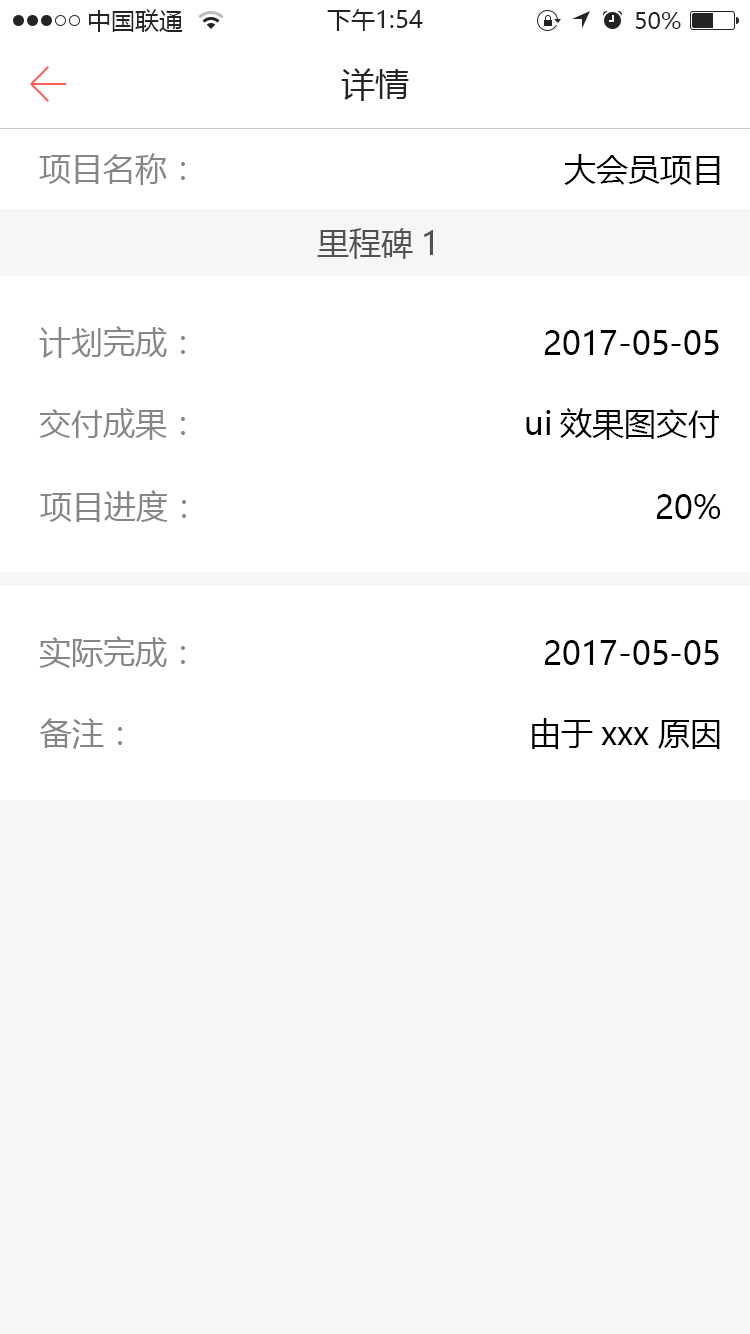 中国联通 下午1:54 50%
详情
项目名称： 大会员项目
里程碑 1
计划完成： 2017-05-05
交付成果： ui 效果图交付
项目进度： 20%
实际完成： 2017-05-05
备注： 由于 xxx 原因